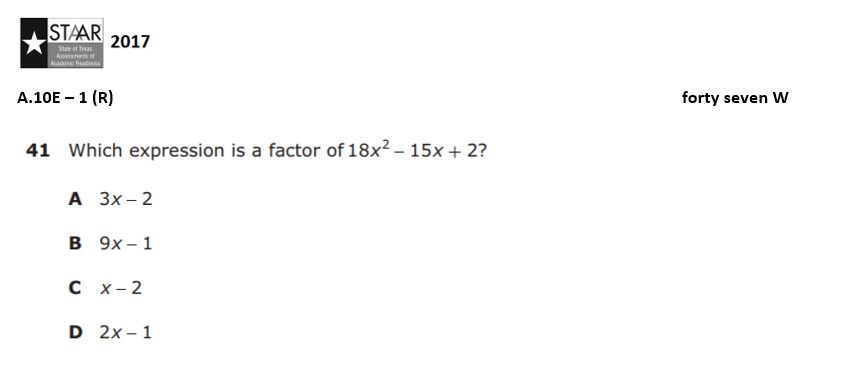 STAAR
State of Texas
Assessments of
Academic Readiness
2017
A.10E – 1 (R) forty seven W
41 Which expression is a factor of 18x² – 15x + 2?
A 3x – 2
B 9x – 1
C x – 2
D 2x – 1